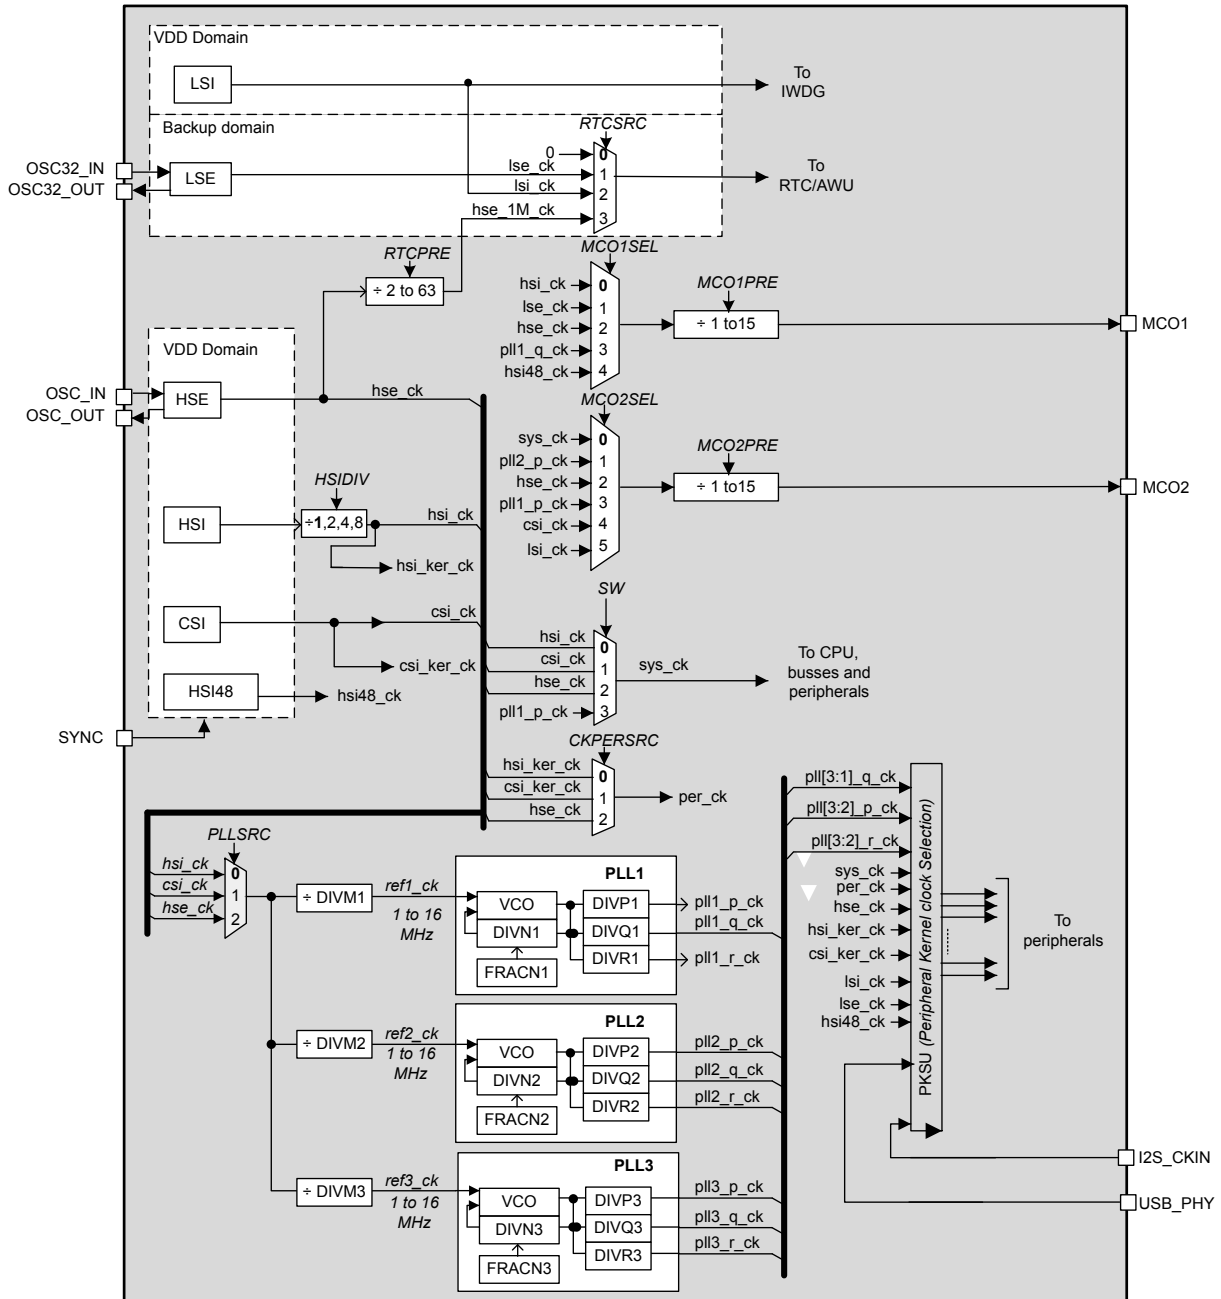 VDD Domain
LSI
To
IWDG
Backup domain
RTCSRC
OSC32_IN
OSC32_OUT
LSE
0
lse_ck
lsi_ck
hse_1M_ck
0
1
2
3
To
RTC/AWU
RTCPRE
÷ 2 to 63
MCO1SEL
hsi_ck
lse_ck
hse_ck
pll1_q_ck
hsi48_ck
0
1
2
3
4
MCO1PRE
÷ 1 to15
MCO1
VDD Domain
OSC_IN
OSC_OUT
HSE
hse_ck
MCO2SEL
sys_ck
pll2_p_ck
hse_ck
pll1_p_ck
csi_ck
lsi_ck
0
1
2
3
4
5
MCO2PRE
÷ 1 to15
MCO2
HSIDIV
HSI
÷1,2,4,8
hsi_ck
hsi_ker_ck
CSI
csi_ck
csi_ker_ck
HSI48
hsi48_ck
SYNC
SW
hsi_ck
csi_ck
hse_ck
pll1_p_ck
0
1
2
3
sys_ck
To CPU,
busses and
peripherals
CKPERSRC
hsi_ker_ck
csi_ker_ck
hse_ck
0
1
2
per_ck
PLLSRC
hsi_ck
csi_ck
hse_ck
0
1
2
÷ DIVM1
ref1_ck
1 to 16
MHz
PLL1
VCO
DIVN1
FRACN1
DIVP1
DIVQ1
DIVR1
pll1_p_ck
pll1_q_ck
pll1_r_ck
÷ DIVM2
ref2_ck
1 to 16
MHz
PLL2
VCO
DIVN2
FRACN2
DIVP2
DIVQ2
DIVR2
pll2_p_ck
pll2_q_ck
pll2_r_ck
÷ DIVM3
ref3_ck
1 to 16
MHz
PLL3
VCO
DIVN3
FRACN3
DIVP3
DIVQ3
DIVR3
pll3_p_ck
pll3_q_ck
pll3_r_ck
pll[3:1]_q_ck
pll[3:2]_p_ck
pll[3:2]_r_ck
sys_ck
per_ck
hse_ck
hsi_ker_ck
csi_ker_ck
lsi_ck
lse_ck
hsi48_ck
PKSU (Peripheral Kernel clock Selection)
To
peripherals
I2S_CKIN
USB_PHY